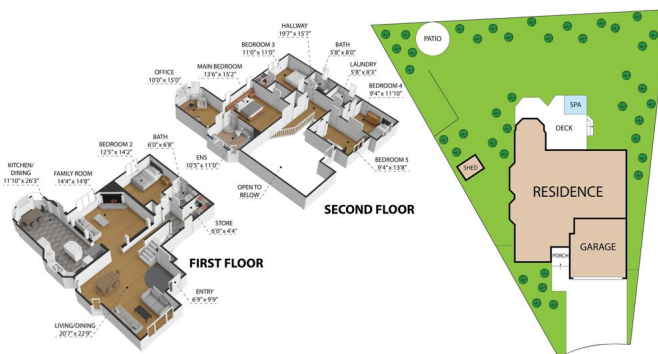 HALLWAY
19'7" x 15'7"
BEDROOM 3
11'0" x 11'0"
BATH
5'8" x 8'0"
MAIN BEDROOM
13'6" x 15'2"
LAUNDRY
5'8" x 8'3"
OFFICE
10'0" x 15'0"
BEDROOM 4
9'4" x 11'10"
BEDROOM 5
9'4" x 13'8"
ENS
10'5" x 11'0"
OPEN TO
BELOW
SECOND FLOOR
BATH
6'0" x 6'8"
BEDROOM 2
12'5" x 14'2"
KITCHEN/
DINING
11'10" x 26'3"
FAMILY ROOM
14'4" x 14'8"
STORE
6'0" x 4'4"
FIRST FLOOR
ENTRY
6'9" x 9'9"
LIVING/DINING
20'7" x 22'9"
PATIO
SPA
DECK
SHED
RESIDENCE
GARAGE
PORCH